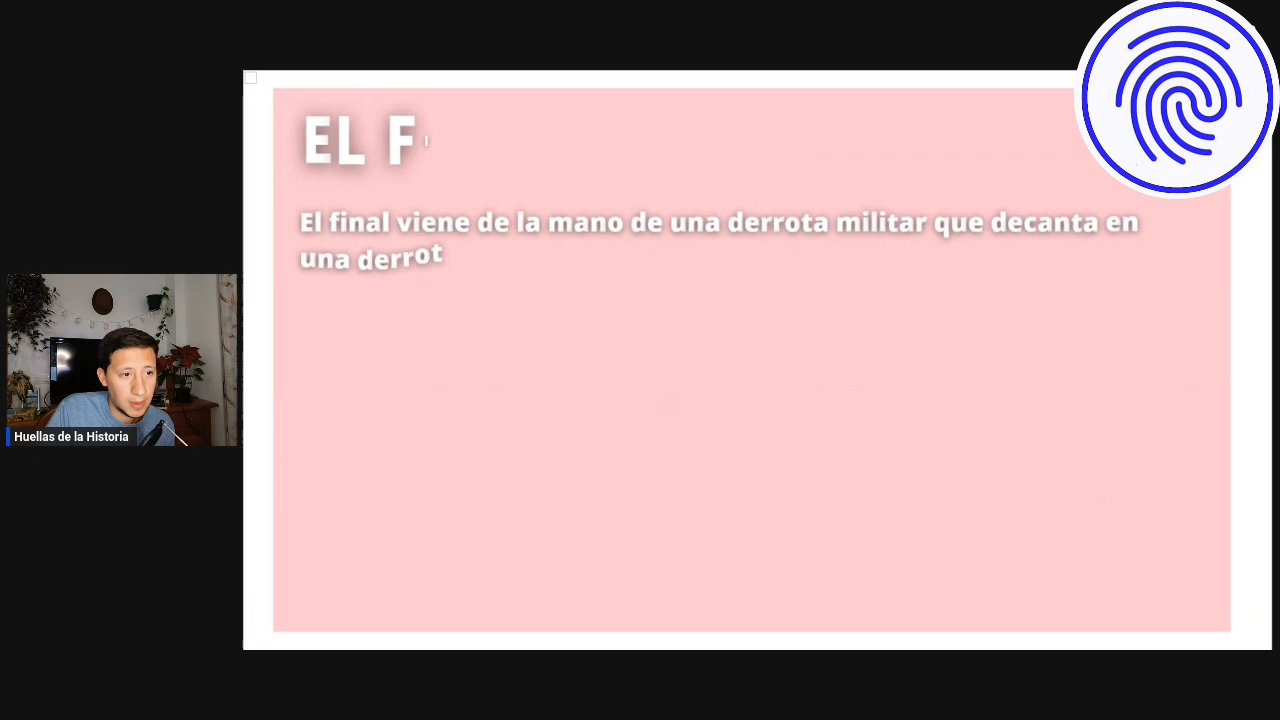 EL F
El final viene de la mano de una derrota militar que decanta en
una derrot
Huellas de la Historia